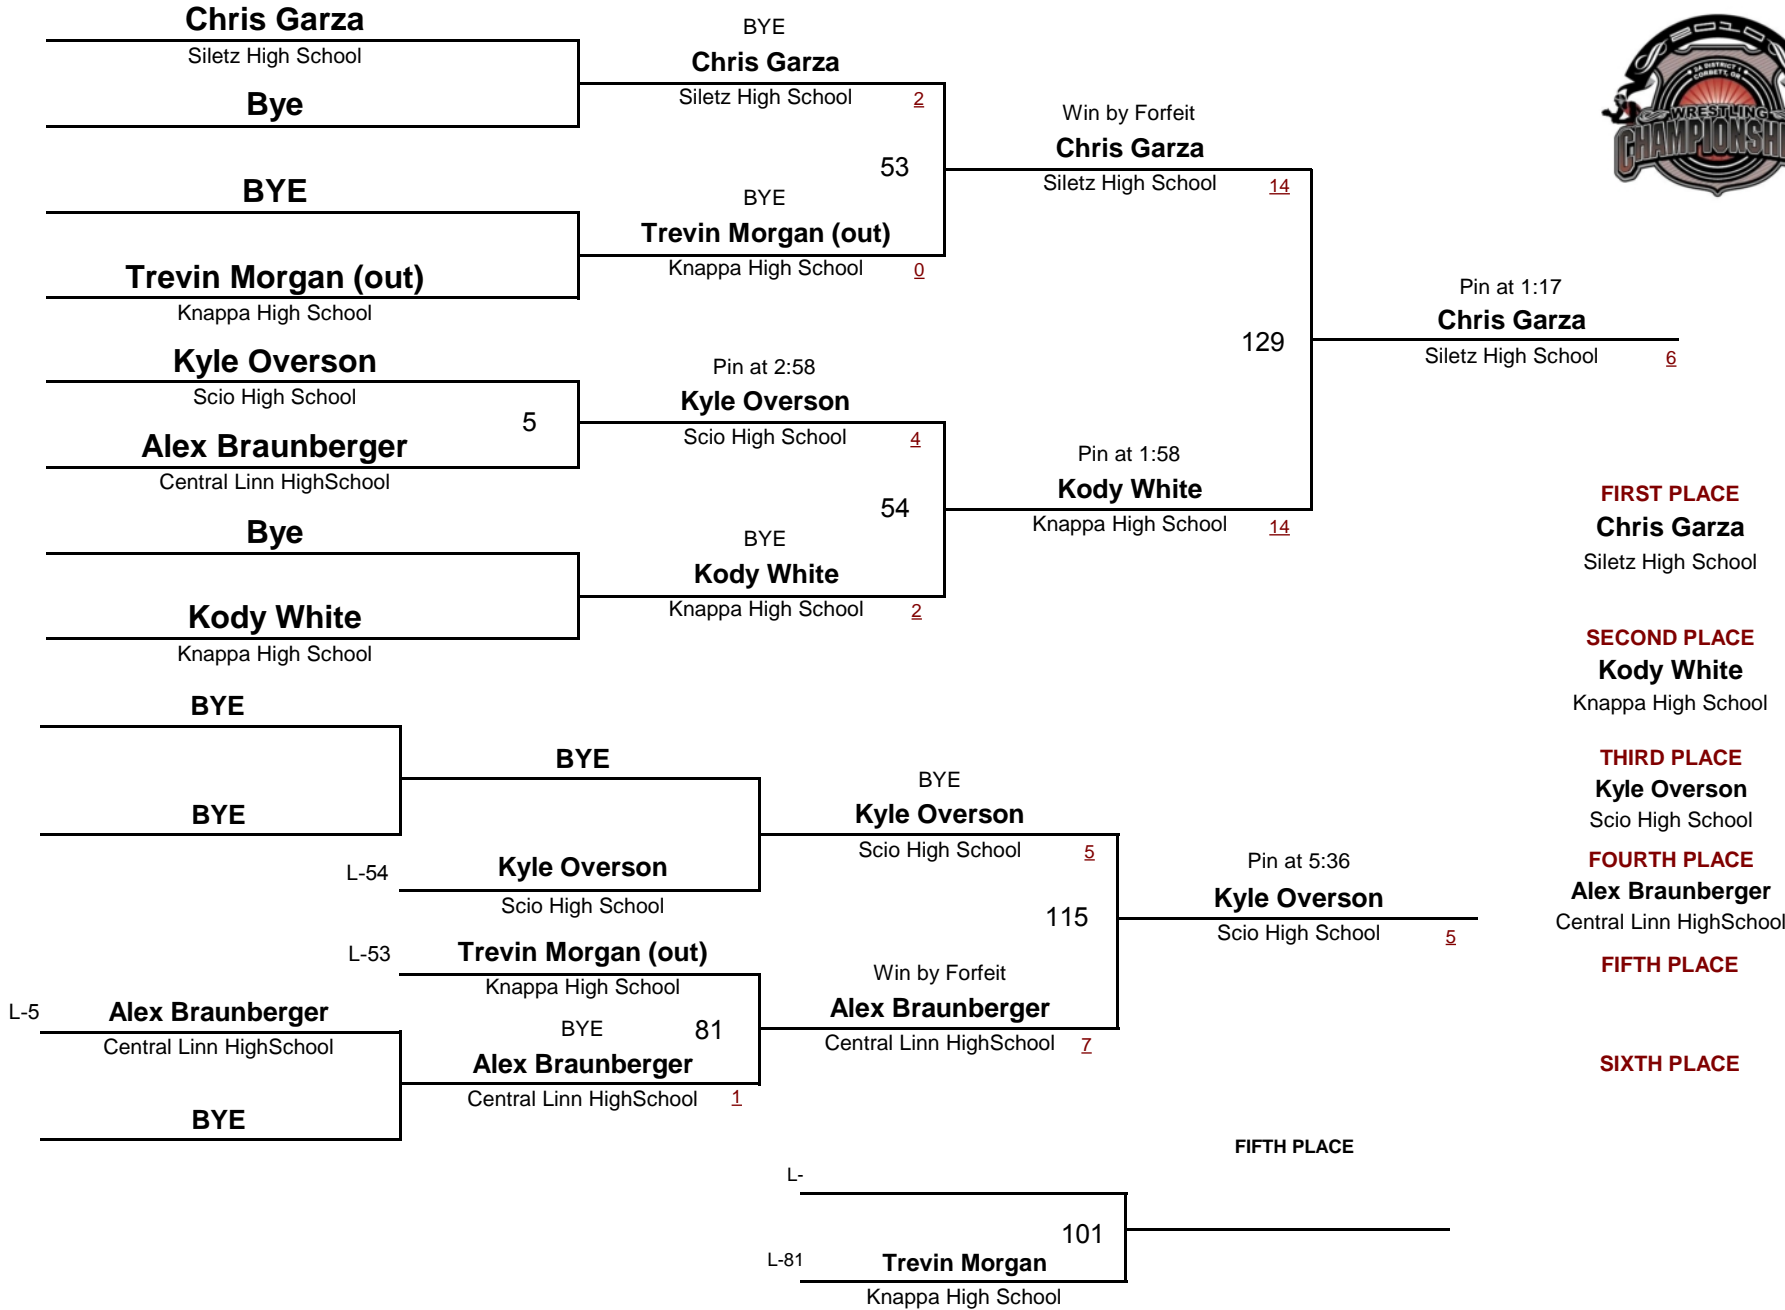 Chris Garza
Siletz High School
Bye
BYE
Trevin Morgan (out)
Knappa High School
Kyle Overson
Scio High School
5
Alex Braunberger
Central Linn HighSchool
Bye
Kody White
Knappa High School
BYE
Chris Garza
Siletz High School 2
53
BYE
Trevin Morgan (out)
Knappa High School 0
Pin at 2:58
Kyle Overson
Scio High School 4
54
BYE
Kody White
Knappa High School 2
Win by Forfeit
Chris Garza
Siletz High School 14
129
Pin at 1:58
Kody White
Knappa High School 14
Pin at 1:17
Chris Garza
Siletz High School 6
2010
2A DISTRICT 1
CORBETT, OR
WRESTLING
FIRST PLACE
Chris Garza
Siletz High School
SECOND PLACE
Kody White
Knappa High School
THIRD PLACE
Kyle Overson
Scio High School
FOURTH PLACE
Alex Braunberger
Central Linn HighSchool
FIFTH PLACE
SIXTH PLACE
BYE
BYE
L-5 Alex Braunberger
Central Linn HighSchool
BYE
BYE
L-54 Kyle Overson
Scio High School
L-53 Trevin Morgan (out)
Knappa High School
BYE 81
Alex Braunberger
Central Linn HighSchool 1
BYE
Kyle Overson
Scio High School 5
115
Win by Forfeit
Alex Braunberger
Central Linn HighSchool 7
Pin at 5:36
Kyle Overson
Scio High School 5
FIFTH PLACE
L-
101
L-81 Trevin Morgan
Knappa High School